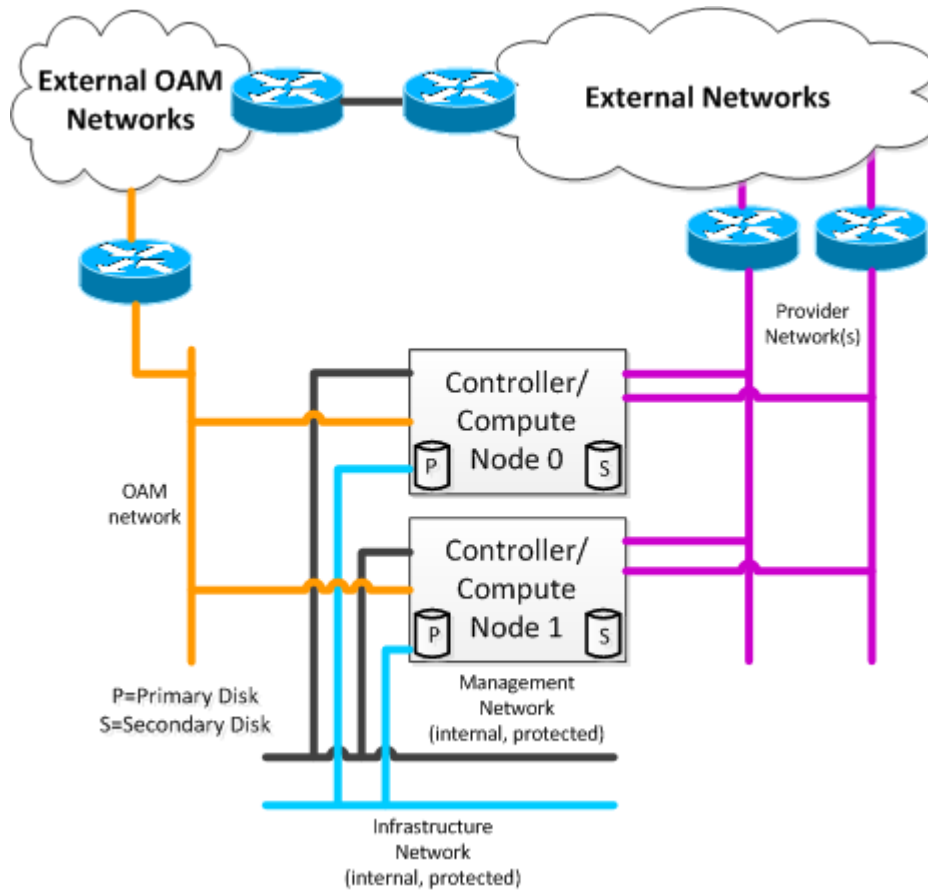 External OAM
Networks
External Networks
Provider
Network(s)
Controller/
Compute
Node 0
P
S
OAM
network
Controller/
Compute
Node 1
P
S
P=Primary Disk
S=Secondary Disk
Management
Network
(internal, protected)
Infrastructure
Network
(internal, protected)